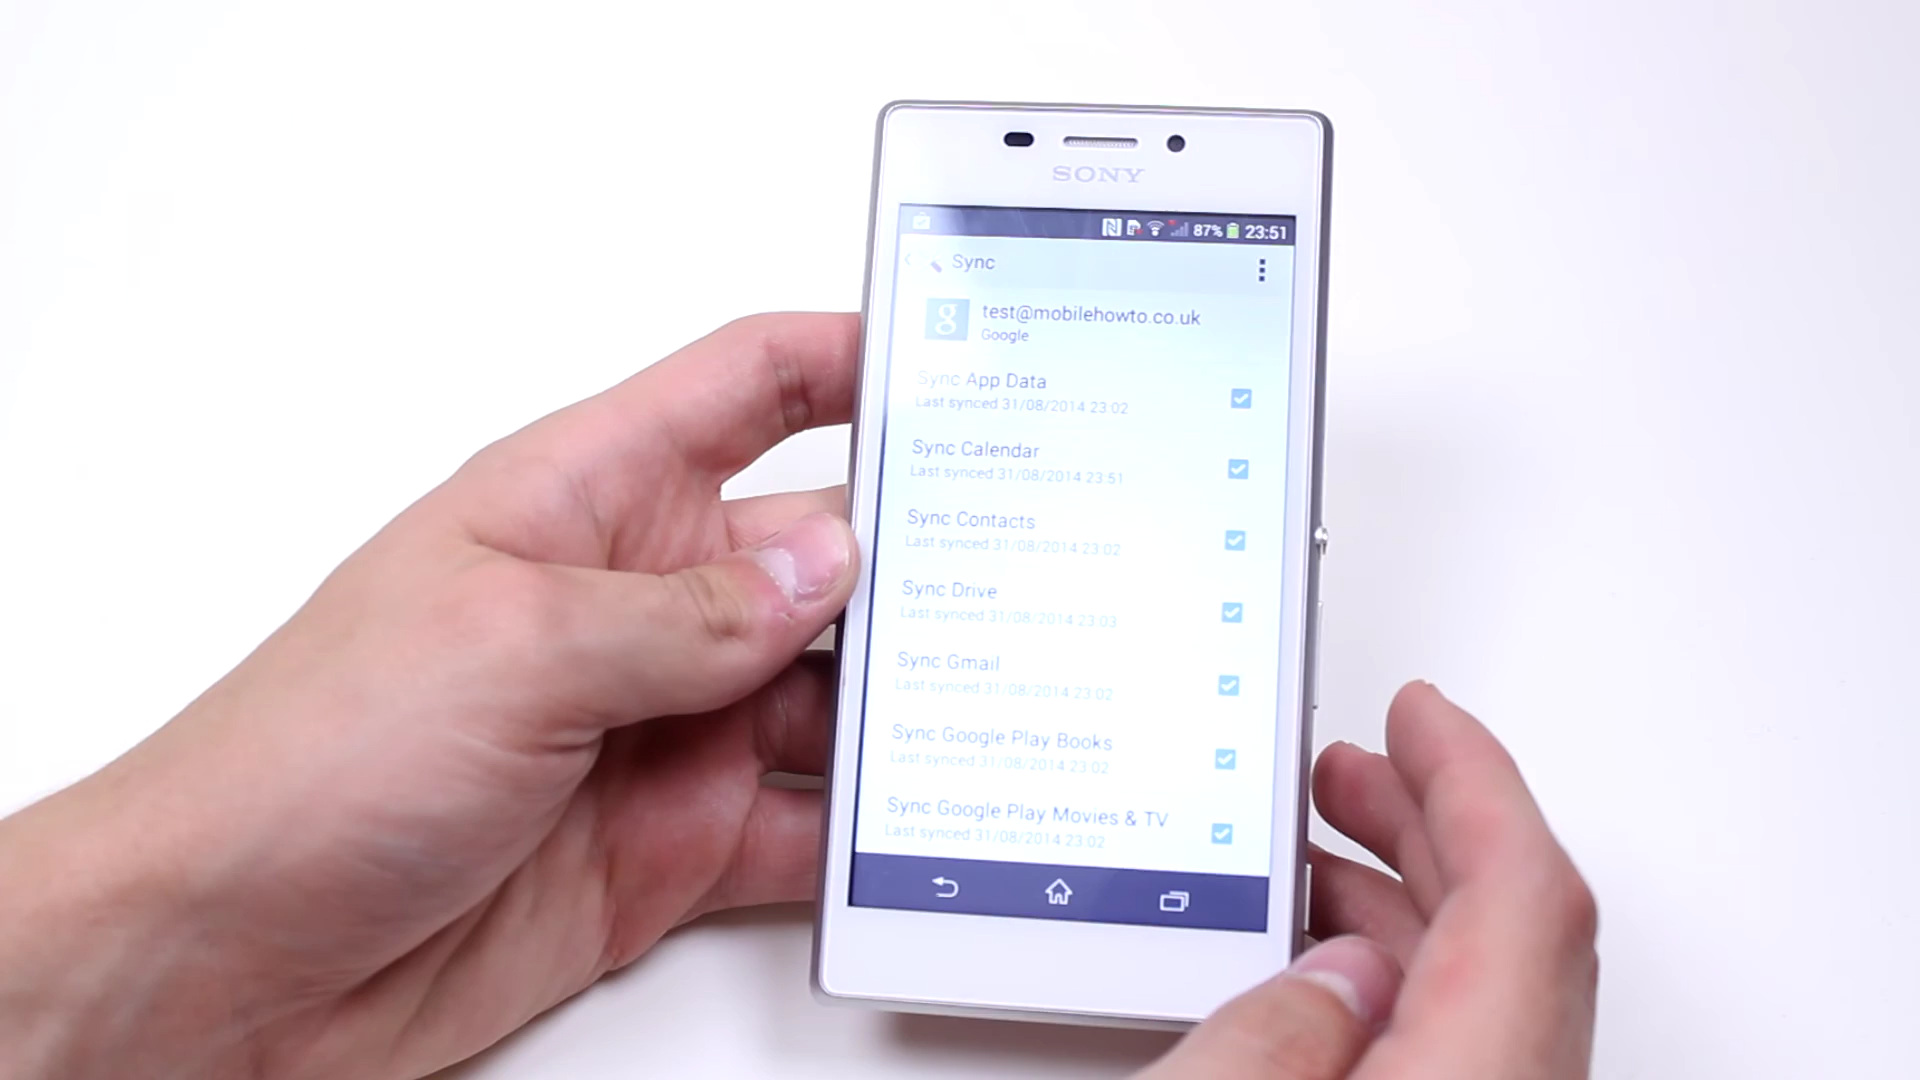 SONY
87% 23:51
Sync
test@mobilehowto.co.uk
Google
Sync App Data
Last synced 31/08/2014 23:02
Sync Calendar
Last synced 31/08/2014 23:51
Sync Contacts
Last synced 31/08/2014 23:02
Sync Drive
Last synced 31/08/2014 23:03
Sync Gmail
Last synced 31/08/2014 23:02
Sync Google Play Books
Last synced 31/08/2014 23:02
Sync Google Play Movies & TV
Last synced 31/08/2014 23:02